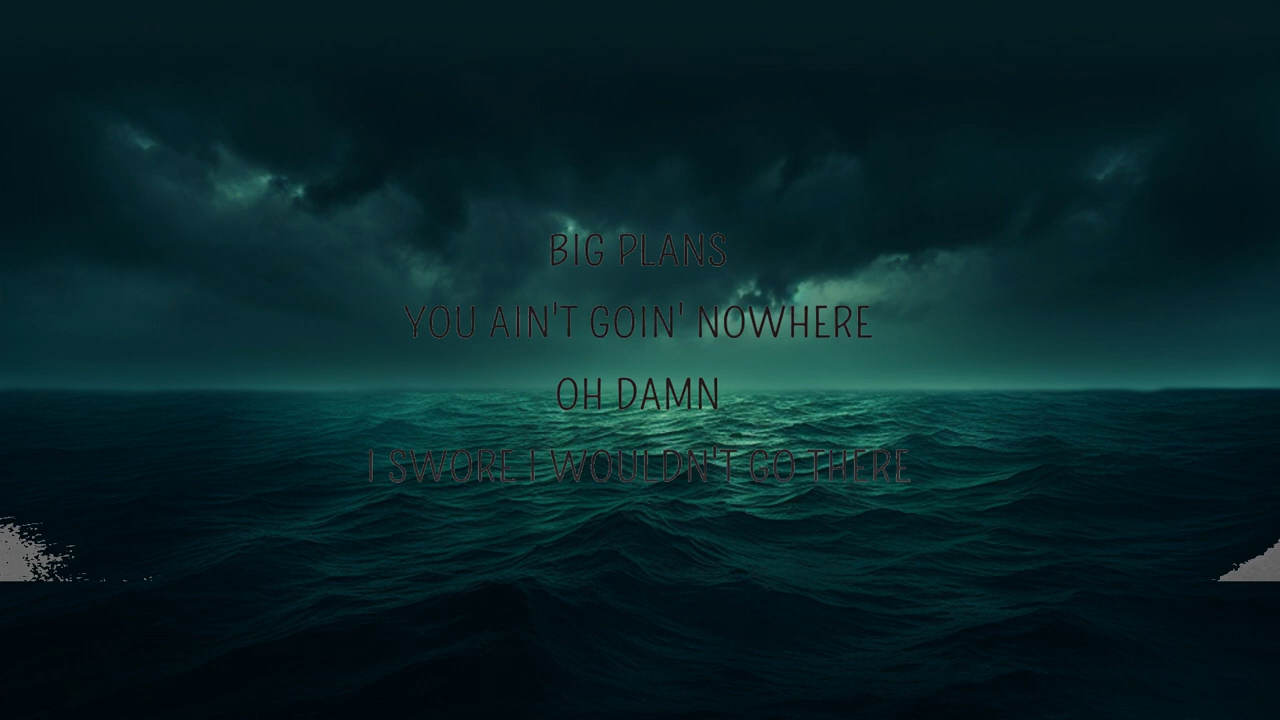 BIG PLANS
YOU AIN'T GOIN' NOWHERE
OH DAMN
I SWORE I WOULDN'T GO THERE